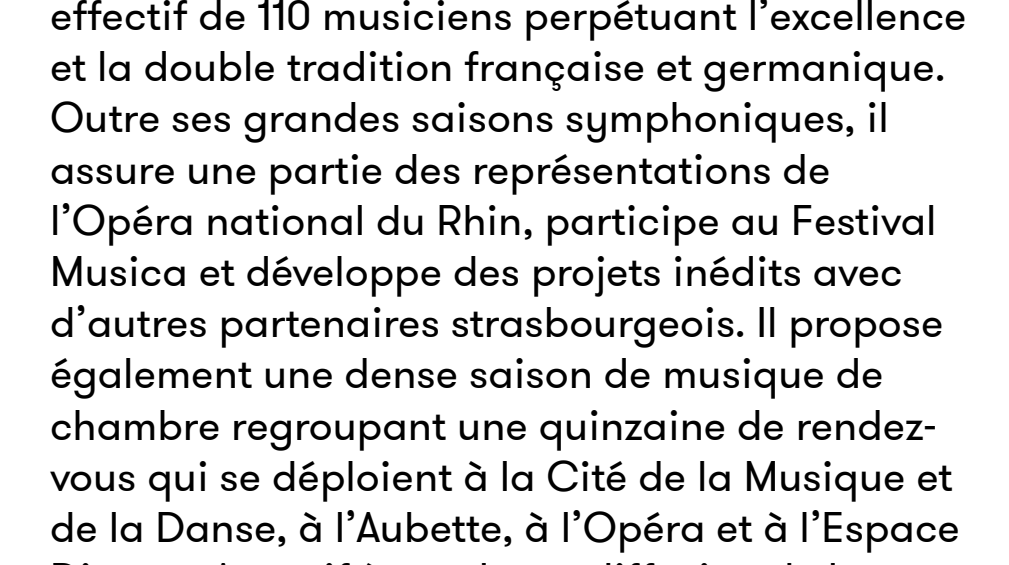 effectif de 110 musiciens perpétuant l’excellence
et la double tradition française et germanique.
Outre ses grandes saisons symphoniques, il
assure une partie des représentations de
l’Opéra national du Rhin, participe au Festival
Musica et développe des projets inédits avec
d’autres partenaires strasbourgeois. Il propose
également une dense saison de musique de
chambre regroupant une quinzaine de rendez-
vous qui se déploient à la Cité de la Musique et
de la Danse, à l’Aubette, à l’Opéra et à l’Espace